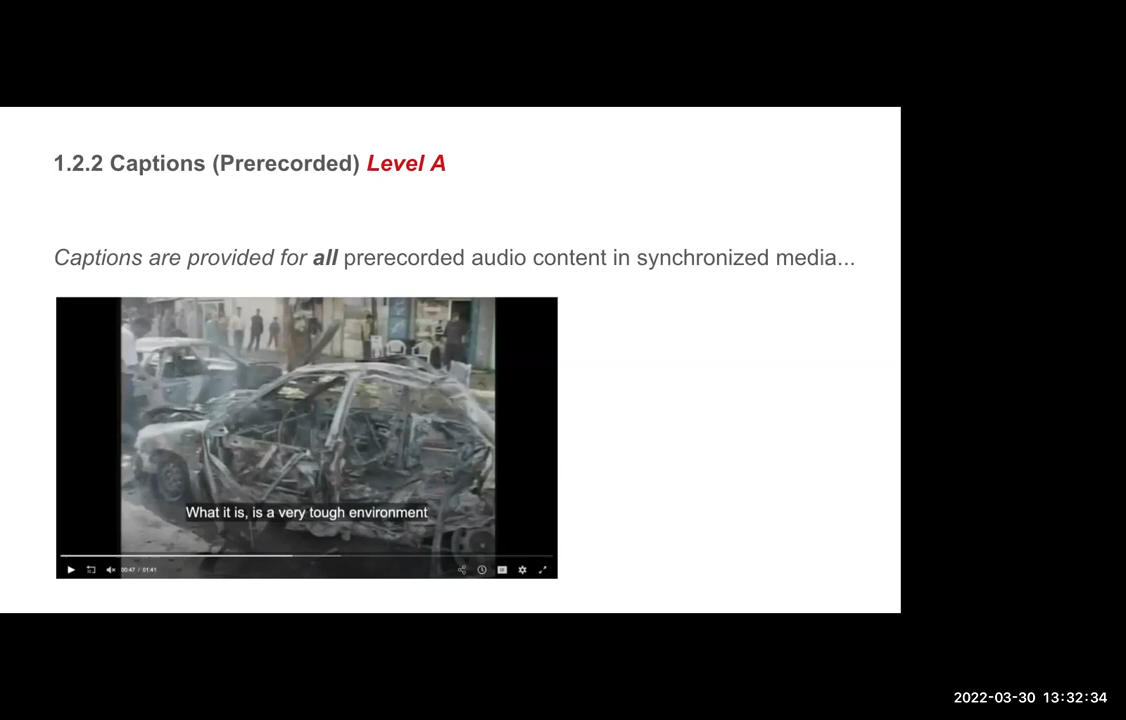 1.2.2 Captions (Prerecorded) Level A
Captions are provided for all prerecorded audio content in synchronized media...
What it is, is a very tough environment
00:47 / 01:41
2022-03-30 13:32:34